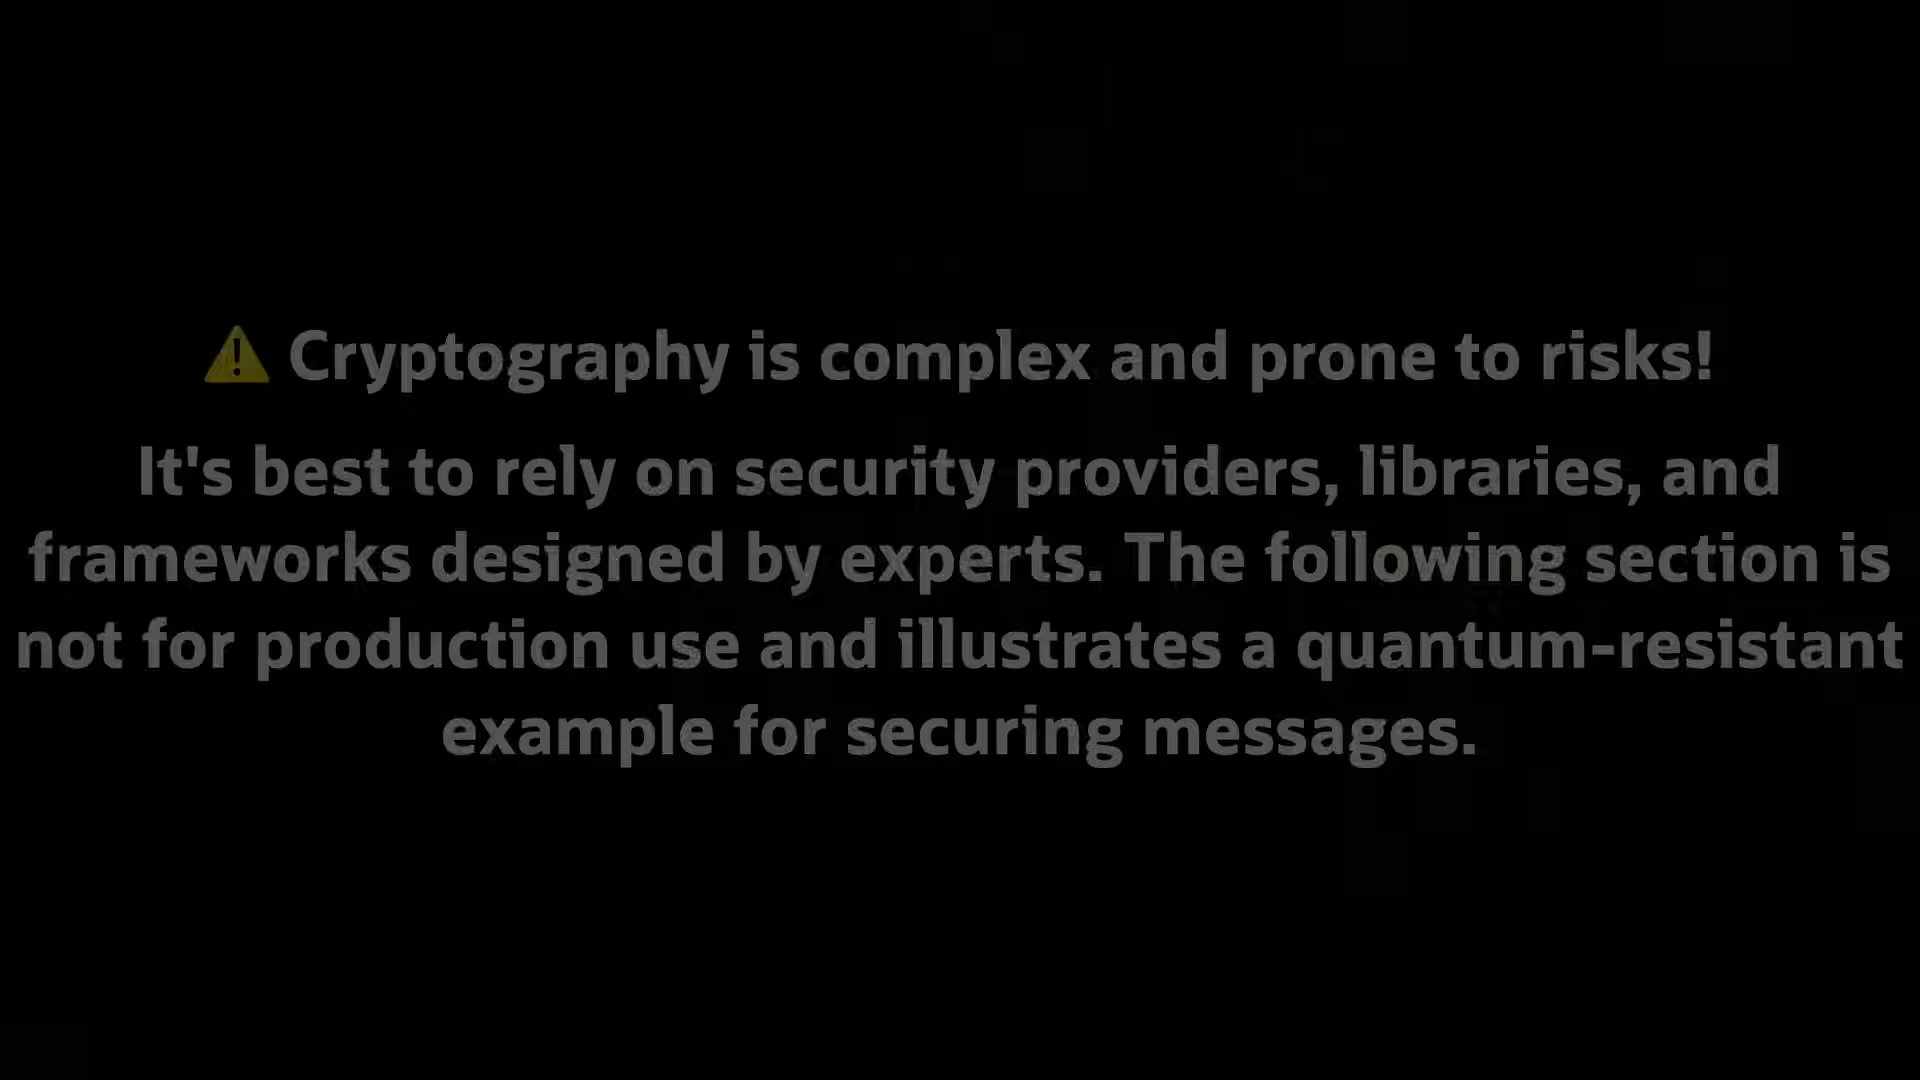 ⚠ Cryptography is complex and prone to risks!
It's best to rely on security providers, libraries, and
frameworks designed by experts. The following section is
not for production use and illustrates a quantum-resistant
example for securing messages.